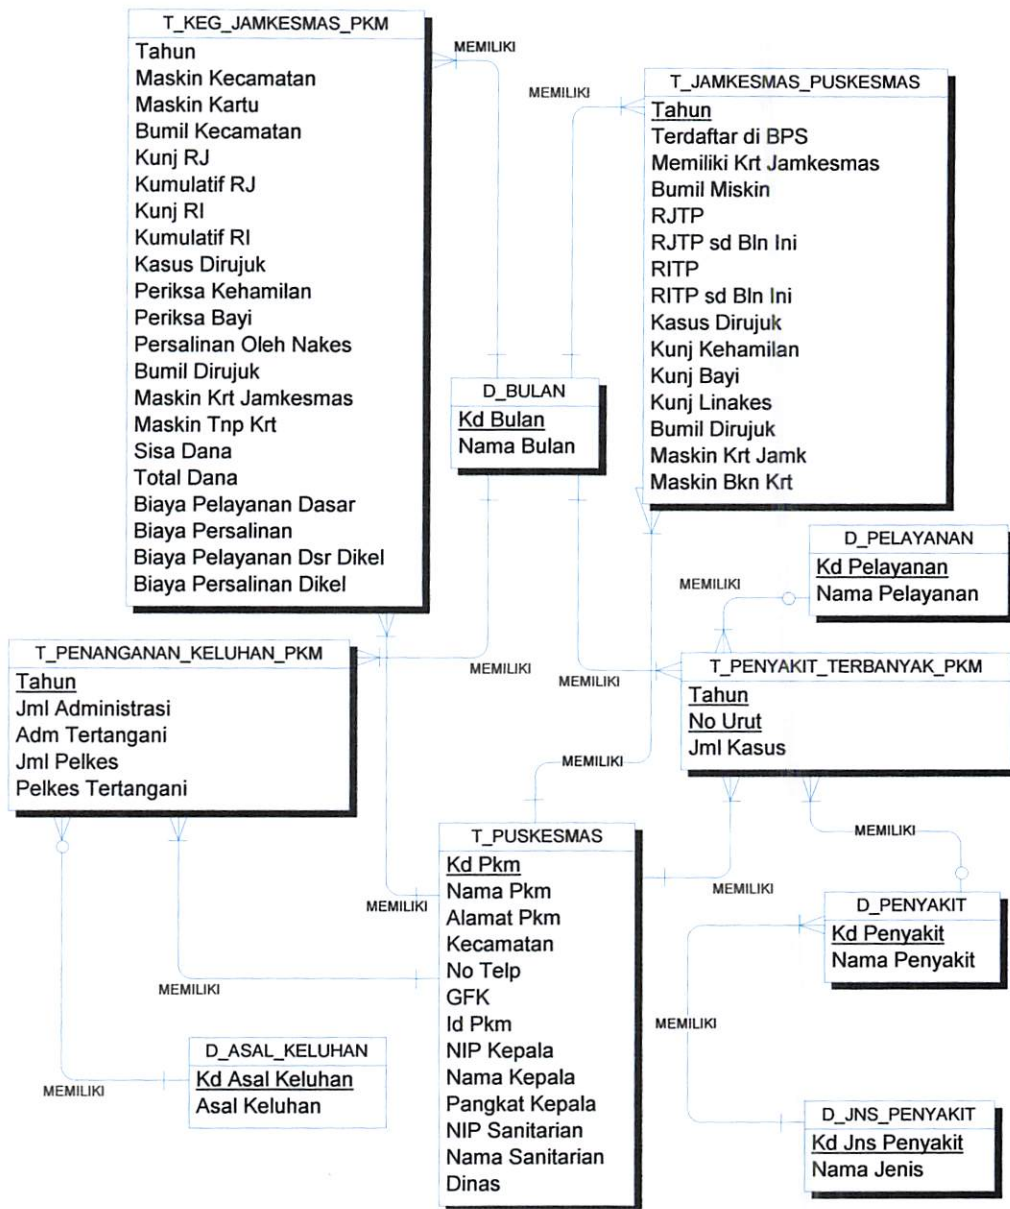 T_KEG_JAMKESMAS_PKM
Tahun
Maskin Kecamatan
Maskin Kartu
Bumil Kecamatan
Kunj RJ
Kumulatif RJ
Kunj RI
Kumulatif RI
Kasus Dirujuk
Periksa Kehamilan
Periksa Bayi
Persalinan Oleh Nakes
Bumil Dirujuk
Maskin Krt Jamkesmas
Maskin Tnp Krt
Sisa Dana
Total Dana
Biaya Pelayanan Dasar
Biaya Persalinan
Biaya Pelayanan Dsr Dikel
Biaya Persalinan Dikel
MEMILIKI
MEMILIKI
T_JAMKESMAS_PUSKESMAS
Tahun
Terdaftar di BPS
Memiliki Krt Jamkesmas
Bumil Miskin
RJTP
RJTP sd Bln Ini
RITP
RITP sd Bln Ini
Kasus Dirujuk
Kunj Kehamilan
Kunj Bayi
Kunj Linakes
Bumil Dirujuk
Maskin Krt Jamk
Maskin Bkn Krt
D_BULAN
Kd Bulan
Nama Bulan
D_PELAYANAN
Kd Pelayanan
Nama Pelayanan
MEMILIKI
T_PENANGANAN_KELUHAN_PKM
Tahun
Jml Administrasi
Adm Tertangani
Jml Pelkes
Pelkes Tertangani
MEMILIKI
MEMILIKI
T_PENYAKIT_TERBANYAK_PKM
Tahun
No Urut
Jml Kasus
MEMILIKI
T_PUSKESMAS
Kd Pkm
Nama Pkm
Alamat Pkm
Kecamatan
No Telp
GFK
Id Pkm
NIP Kepala
Nama Kepala
Pangkat Kepala
NIP Sanitarian
Nama Sanitarian
Dinas
MEMILIKI
MEMILIKI
MEMILIKI
D_PENYAKIT
Kd Penyakit
Nama Penyakit
MEMILIKI
MEMILIKI
D_ASAL_KELUHAN
Kd Asal Keluhan
Asal Keluhan
MEMILIKI
D_JNS_PENYAKIT
Kd Jns Penyakit
Nama Jenis